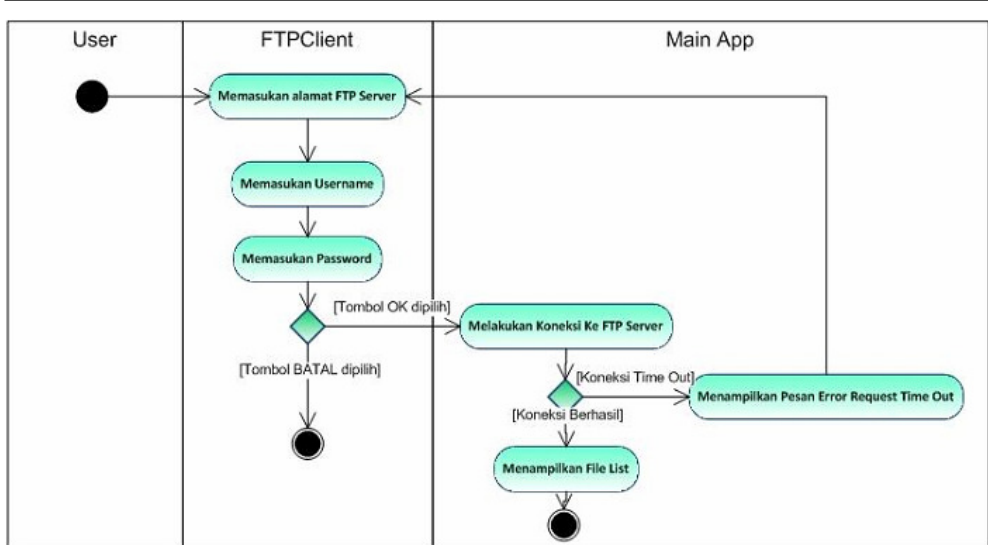 User
FTPClient
Main App
Memasukan alamat FTP Server
Memasukan Username
Memasukan Password
[Tombol OK dipilih]
Melakukan Koneksi Ke FTP Server
[Tombol BATAL dipilih]
[Koneksi Time Out]
Menampilkan Pesan Error Request Time Out
[Koneksi Berhasil]
Menampilkan File List